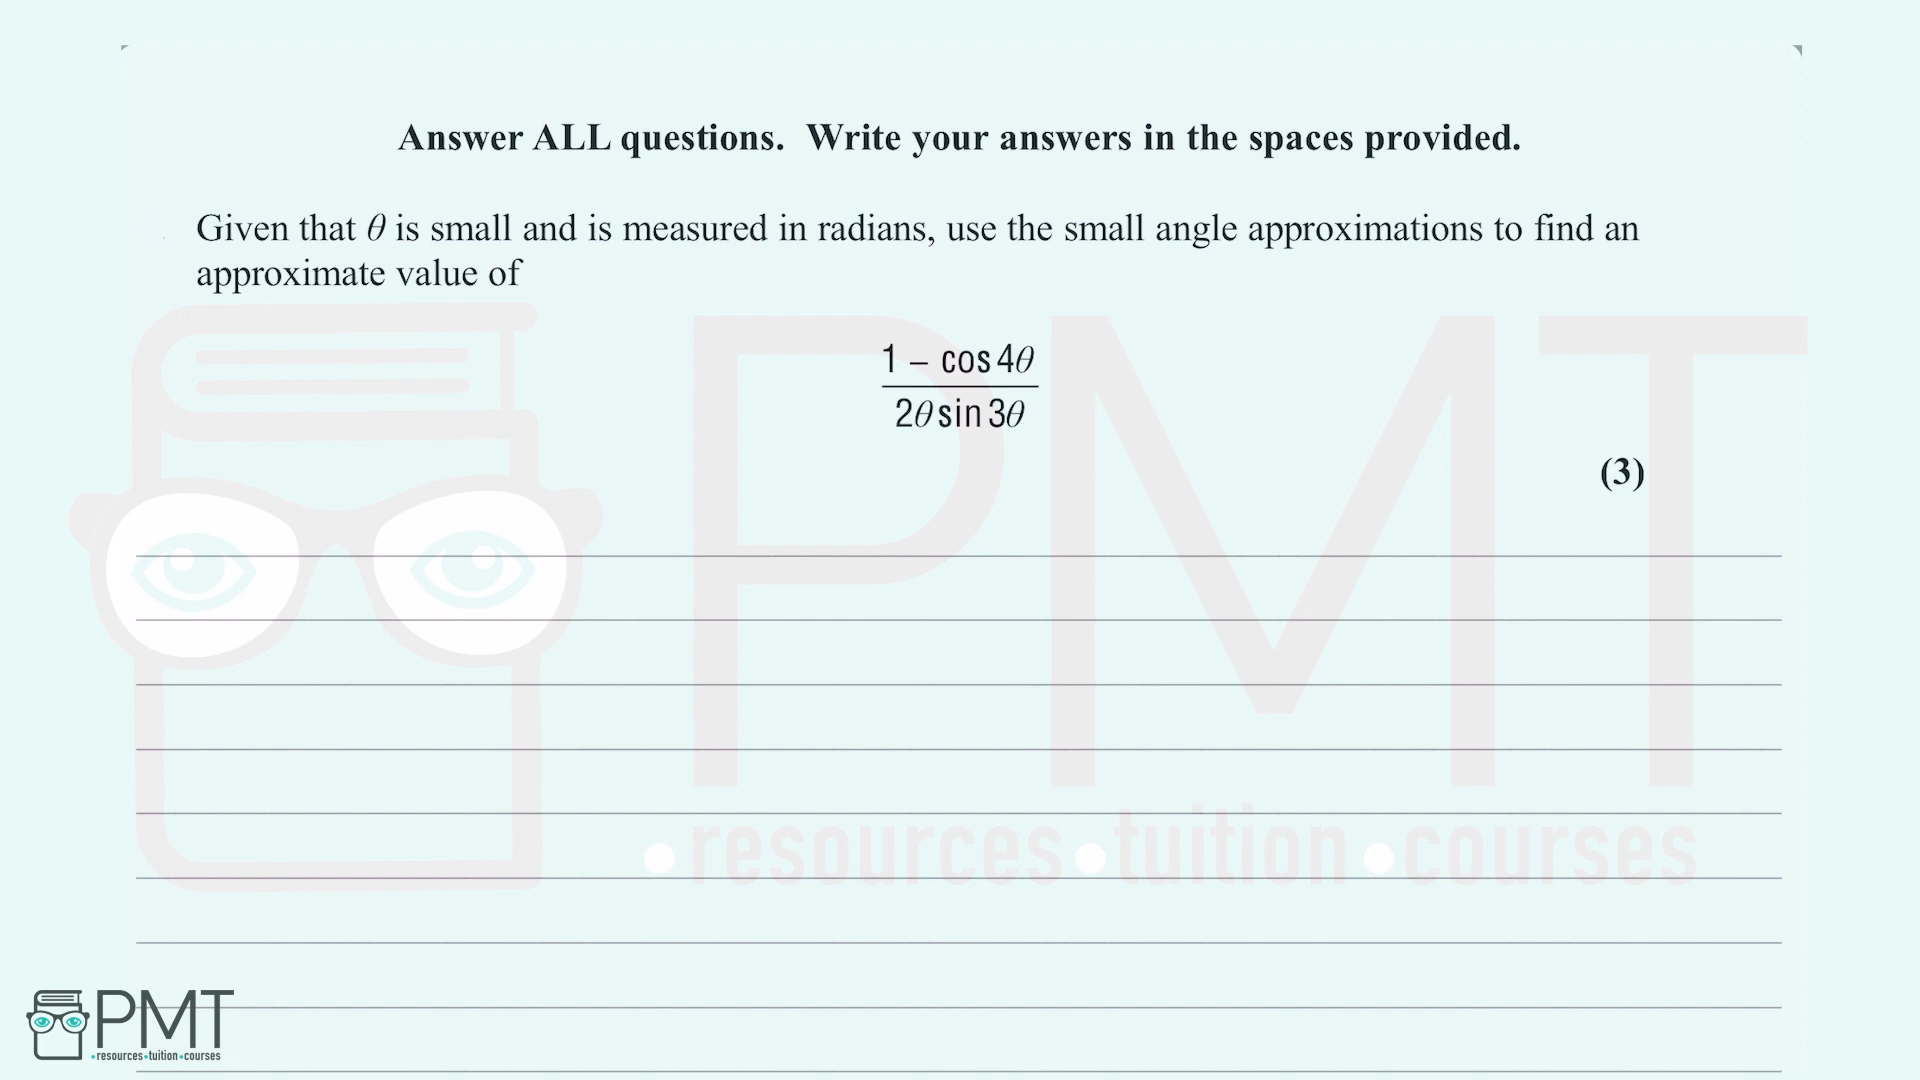 Answer ALL questions. Write your answers in the spaces provided.
Given that θ is small and is measured in radians, use the small angle approximations to find an
approximate value of
1 – cos 4θ
2θ sin 3θ
(3)
PMT
•resources•tuition•courses
PMT
•resources•tuition•courses